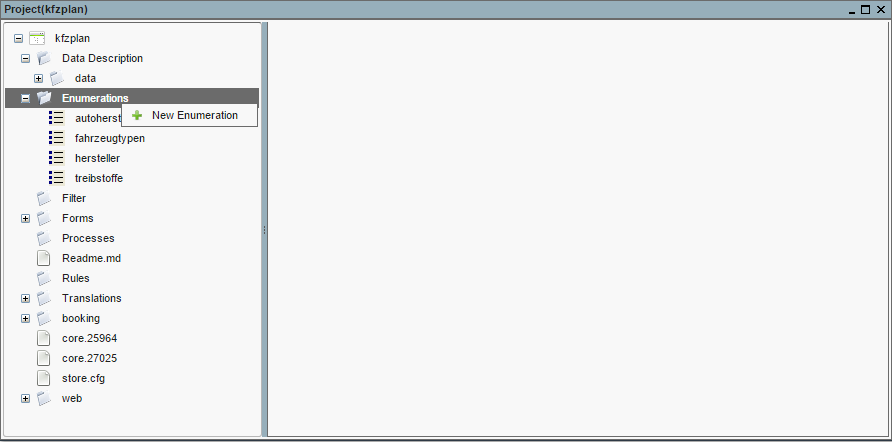 Project(kfzplan)
kfzplan
Data Description
data
Enumerations
autoherst
New Enumeration
fahrzeugtypen
hersteller
treibstoffe
Filter
Forms
Processes
Readme.md
Rules
Translations
booking
core.25964
core.27025
store.cfg
web